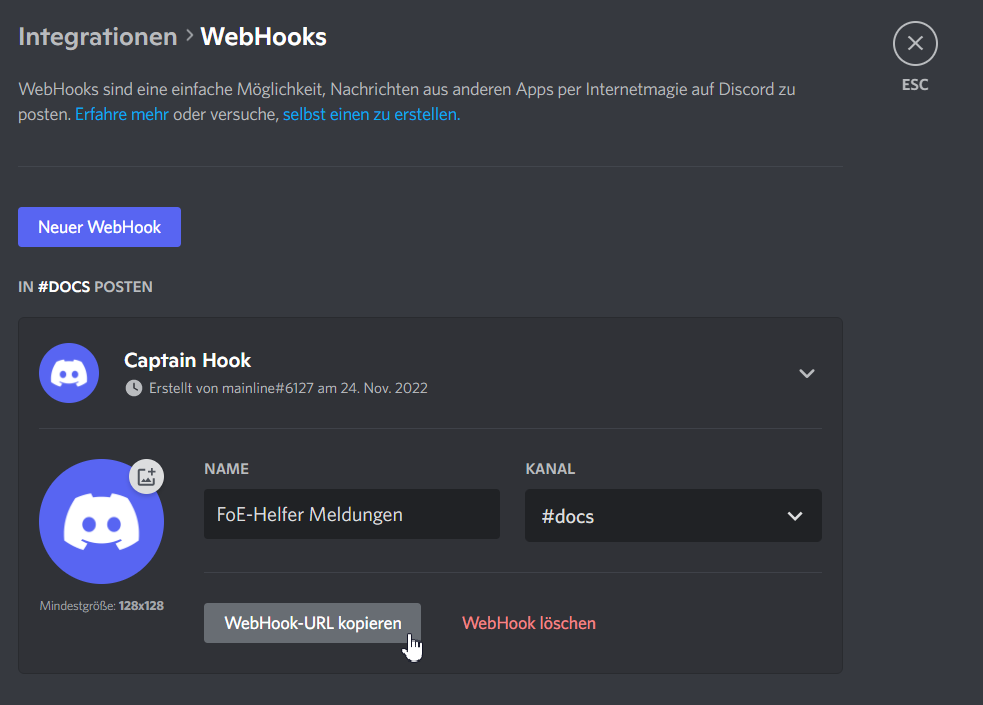 Integrationen > WebHooks
ESC
WebHooks sind eine einfache Möglichkeit, Nachrichten aus anderen Apps per Internetmagie auf Discord zu
posten. Erfahre mehr oder versuche, selbst einen zu erstellen.
Neuer WebHook
IN #DOCS POSTEN
Captain Hook
Erstellt von mainline#6127 am 24. Nov. 2022
NAME
KANAL
FoE-Helfer Meldungen
#docs
Mindestgröße: 128x128
WebHook-URL kopieren
WebHook löschen